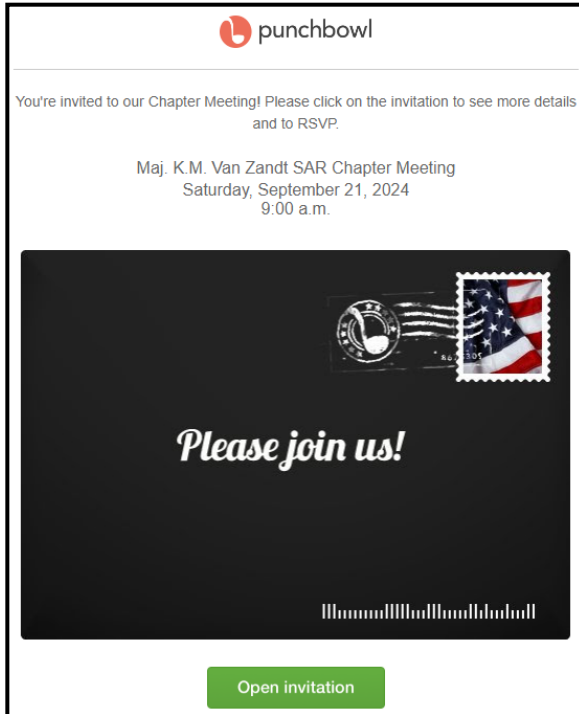 punchbowl
You're invited to our Chapter Meeting! Please click on the invitation to see more details
and to RSVP.
Maj. K.M. Van Zandt SAR Chapter Meeting
Saturday, September 21, 2024
9:00 a.m.
Please join us!
Open invitation